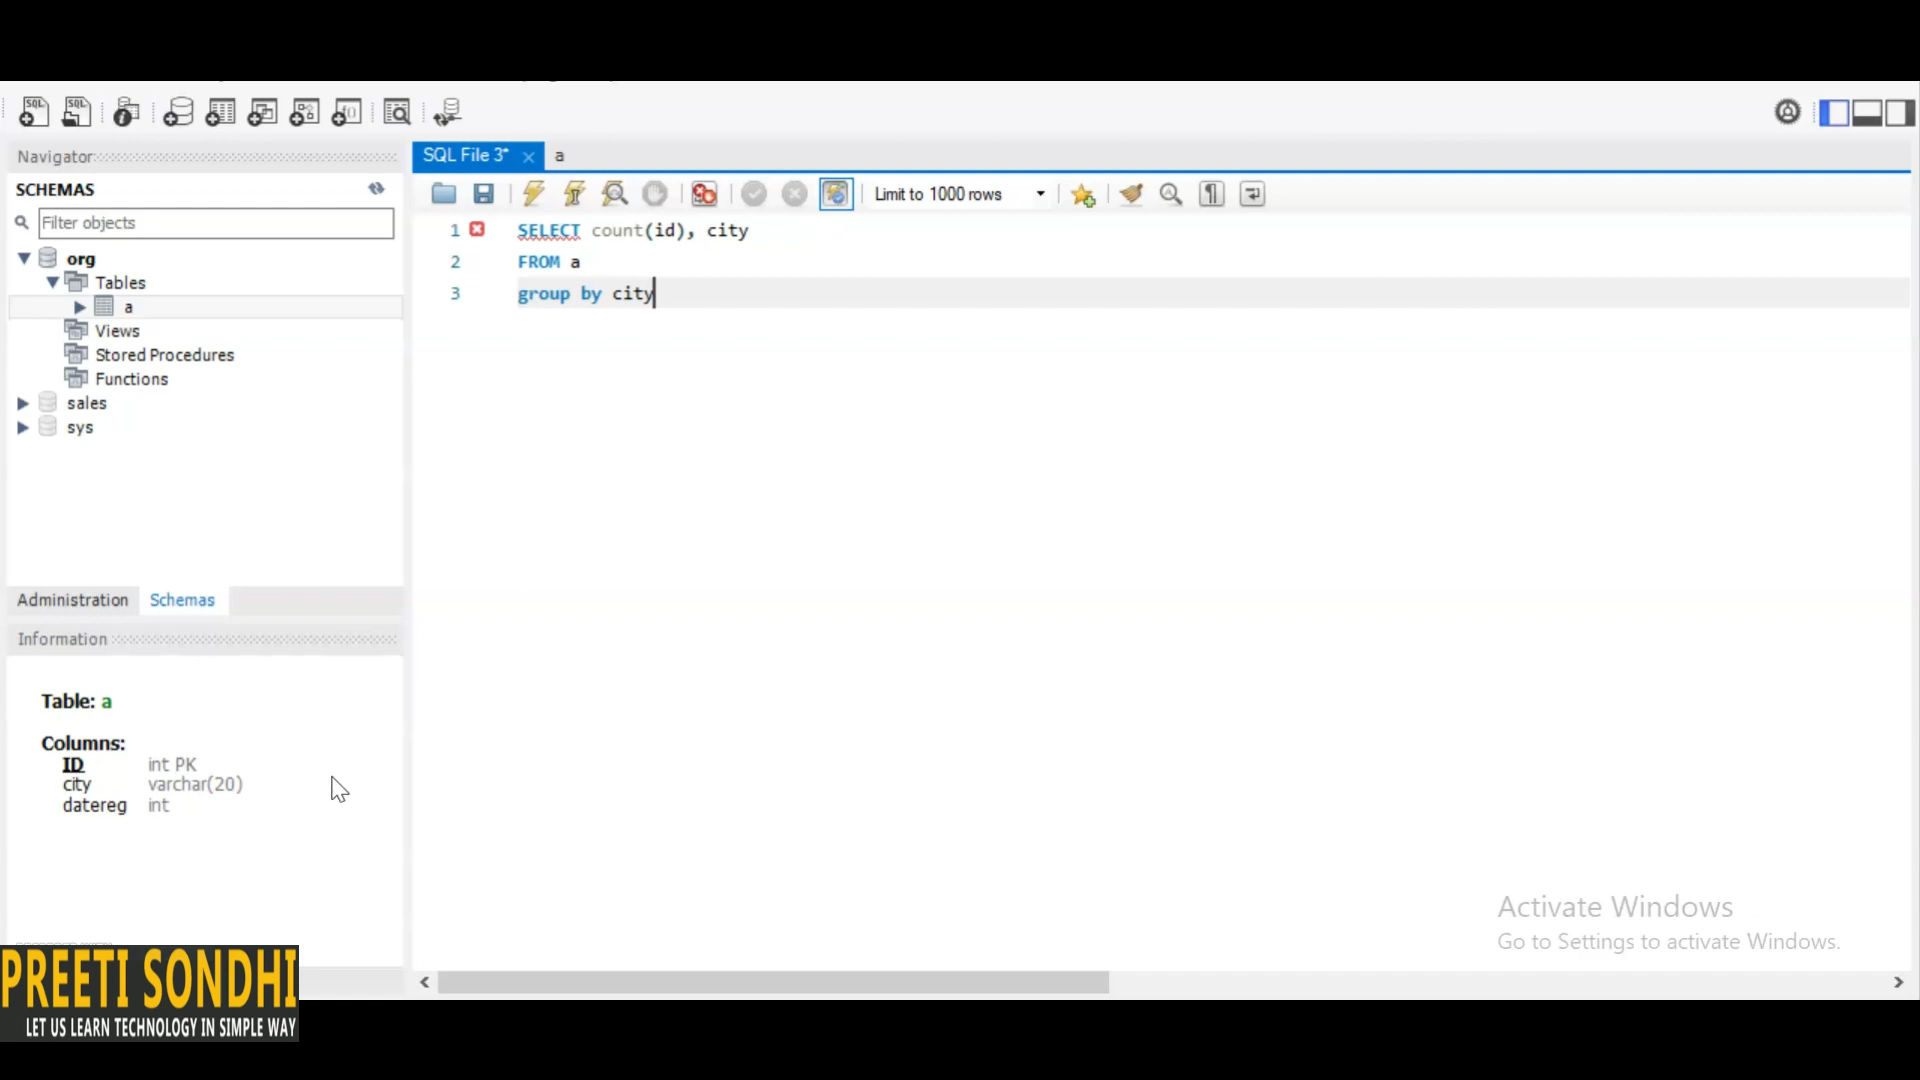 Navigator
SCHEMAS
Filter objects
org
Tables
a
Views
Stored Procedures
Functions
sales
sys
Administration Schemas
Information
Table: a
Columns:
ID int PK
city varchar(20)
datereg int
SQL File 3* a
Limit to 1000 rows
1 SELECT count(id), city
2 FROM a
3 group by city
Activate Windows
Go to Settings to activate Windows.
PREETI SONDHI
LET US LEARN TECHNOLOGY IN SIMPLE WAY